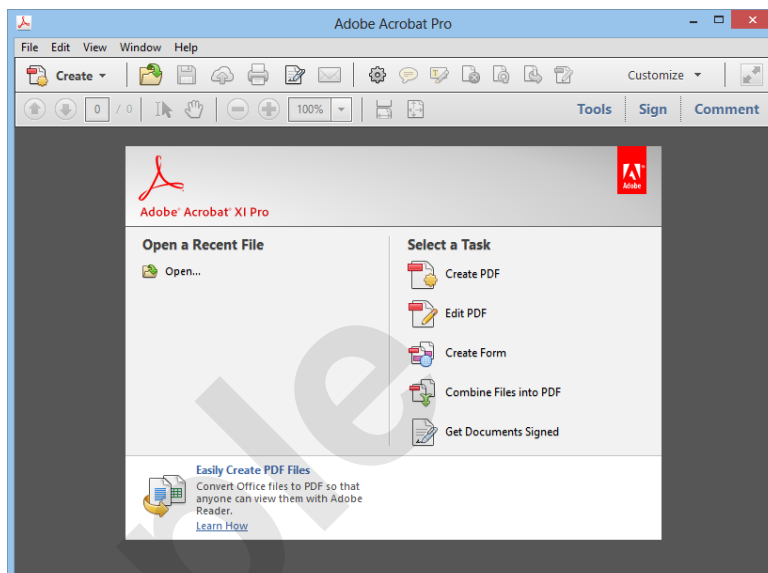 Adobe Acrobat Pro
File Edit View Window Help
Create Customize
0 / 0 100% Tools Sign Comment
Adobe
Adobe® Acrobat® XI Pro
Open a Recent File
Open...
Select a Task
Create PDF
Edit PDF
Create Form
Combine Files into PDF
Get Documents Signed
Easily Create PDF Files
Convert Office files to PDF so that
anyone can view them with Adobe
Reader.
Learn How
ple